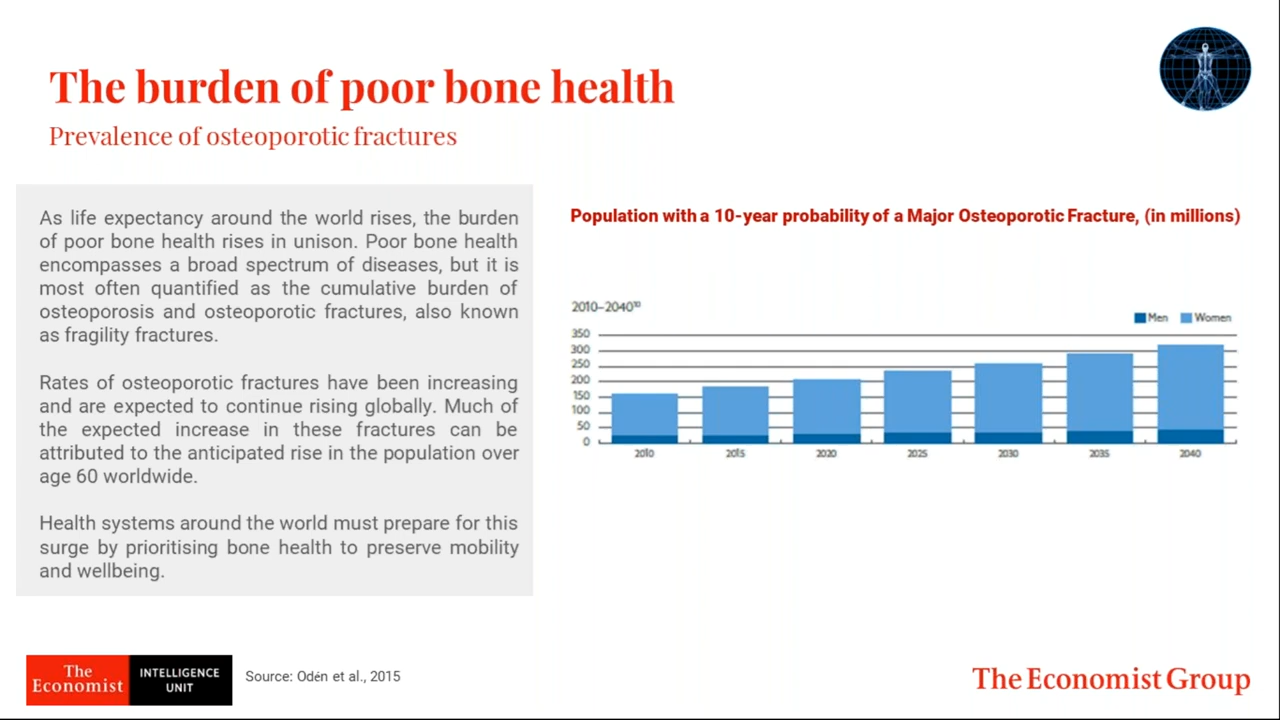 The burden of poor bone health
Prevalence of osteoporotic fractures
As life expectancy around the world rises, the burden
of poor bone health rises in unison. Poor bone health
encompasses a broad spectrum of diseases, but it is
most often quantified as the cumulative burden of
osteoporosis and osteoporotic fractures, also known
as fragility fractures.
Rates of osteoporotic fractures have been increasing
and are expected to continue rising globally. Much of
the expected increase in these fractures can be
attributed to the anticipated rise in the population over
age 60 worldwide.
Health systems around the world must prepare for this
surge by prioritising bone health to preserve mobility
and wellbeing.
Population with a 10-year probability of a Major Osteoporotic Fracture, (in millions)
2010–2040¹⁰
Men Women
350
300
250
200
150
100
50
0
2010 2015 2020 2025 2030 2035 2040
The
Economist
INTELLIGENCE
UNIT
Source: Odén et al., 2015
The Economist Group